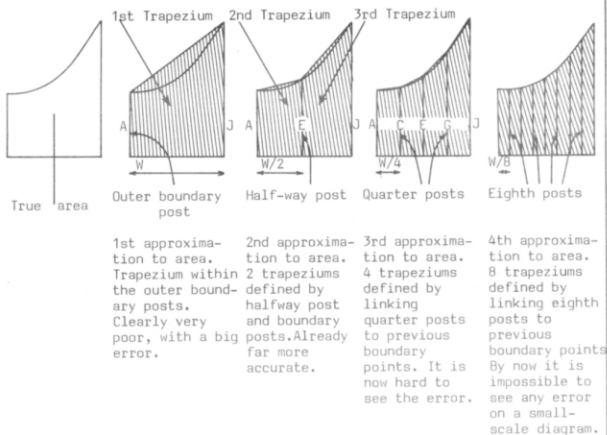 1st Trapezium 2nd Trapezium 3rd Trapezium
A J A E J A C E G J
W W/2 W/4 W/8
True area
Outer boundary
post
Half-way post
Quarter posts
Eighth posts
1st approxima-
tion to area.
Trapezium within
the outer bound-
ary posts.
Clearly very
poor, with a big
error.
2nd approxima-
tion to area.
2 trapeziums
defined by
halfway post
and boundary
posts.Already
far more
accurate.
3rd approxima-
tion to area.
4 trapeziums
defined by
linking
quarter posts
to previous
boundary
points. It is
now hard to
see the error.
4th approxima-
tion to area.
8 trapeziums
defined by
linking eighth
posts to
previous
boundary points
By now it is
impossible to
see any error
on a small-
scale diagram.